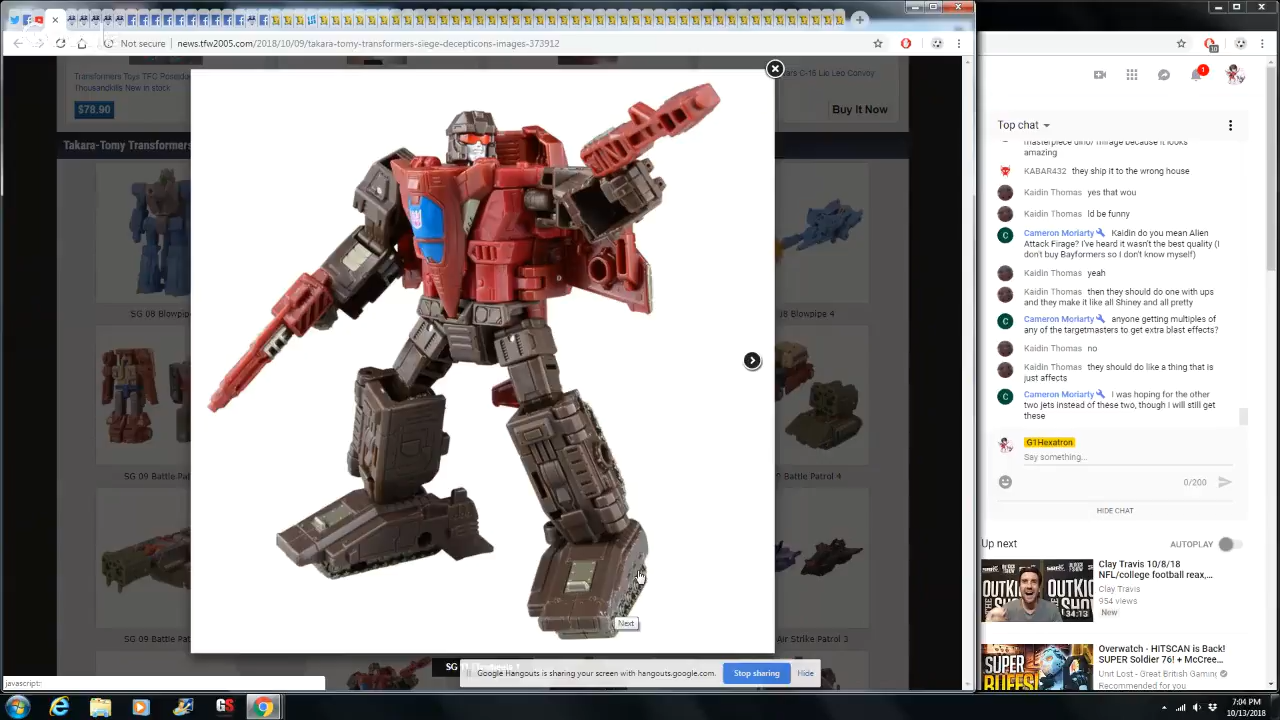 Not secure
news.tfw2005.com/2018/10/09/takara-tomy-transformers-siege-decepticons-images-373912
Transformers Toys TFC Poseidon
Thousandkills New in stock
$78.90
Buy It Now
Takara-Tomy Transformers
SG 08 Blowpipe
SG 09 Battle Patrol
P Battle Patrol 4
SG 09 Battle Patrol
Air Strike Patrol 3
Next
Google Hangouts is sharing your screen with hangouts.google.com.
Stop sharing
Hide
javascript:;
Top chat
masterpiece dino/ mirage because it looks
amazing
KABAR432 they ship it to the wrong house
Kaidin Thomas yes that wou
Kaidin Thomas ld be funny
Cameron Moriarty Kaidin do you mean Alien
Attack Firage? I've heard it wasn't the best quality (I
don't buy Bayformers so I don't know myself)
Kaidin Thomas yeah
Kaidin Thomas then they should do one with ups
and they make it like all Shiney and all pretty
Cameron Moriarty anyone getting multiples of
any of the targetmasters to get extra blast effects?
Kaidin Thomas no
Kaidin Thomas they should do like a thing that is
just affects
Cameron Moriarty I was hoping for the other
two jets instead of these two, though I will still get
these
G1Hexatron
Say something...
0/200
HIDE CHAT
Up next
AUTOPLAY
Clay Travis 10/8/18
NFL/college football reax,...
Clay Travis
954 views
New
34:13
Overwatch - HITSCAN is Back!
SUPER Soldier 76! + McCree...
Unit Lost - Great British Gaming
Recommended for you
SUPER
BUFFS!
7:04 PM
10/13/2018